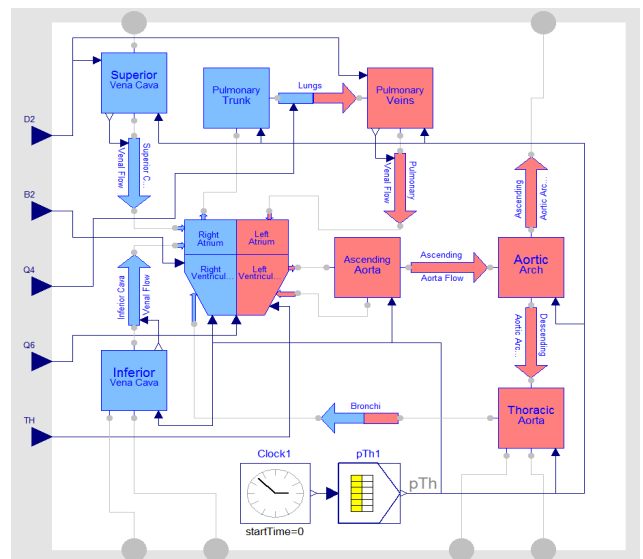 D2
B2
Q4
Q6
TH
Superior
Vena Cava
Pulmonary
Trunk
Lungs
Pulmonary
Veins
Venal Flow
Superior C...
Venal Flow
Pulmonary
Ascending
Aortic Arc...
Right
Atrium
Left
Atrium
Right
Ventricul...
Left
Ventricul...
Ascending
Aorta
Ascending
Aorta Flow
Aortic
Arch
Inferior Cava
Venal Flow
Aortic Arc...
Descending
Inferior
Vena Cava
Bronchi
Thoracic
Aorta
Clock1
startTime=0
pTh1
pTh